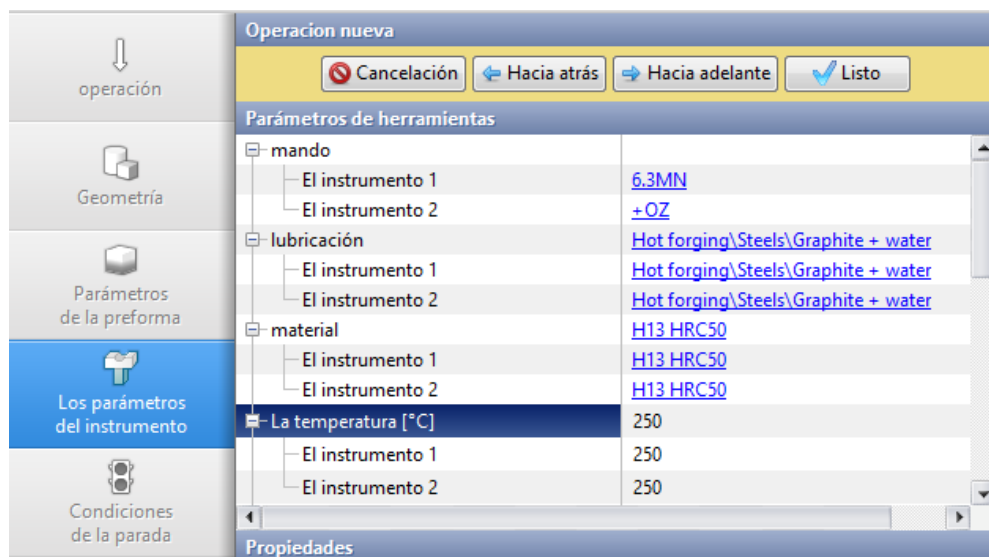 Operacion nueva
Cancelación Hacia atrás Hacia adelante Listo
Parámetros de herramientas
operación
Geometría
Parámetros
de la preforma
Los parámetros
del instrumento
Condiciones
de la parada
mando
El instrumento 1 6.3MN
El instrumento 2 +OZ
lubricación Hot forging\Steels\Graphite + water
El instrumento 1 Hot forging\Steels\Graphite + water
El instrumento 2 Hot forging\Steels\Graphite + water
material H13 HRC50
El instrumento 1 H13 HRC50
El instrumento 2 H13 HRC50
La temperatura [°C] 250
El instrumento 1 250
El instrumento 2 250
Propiedades